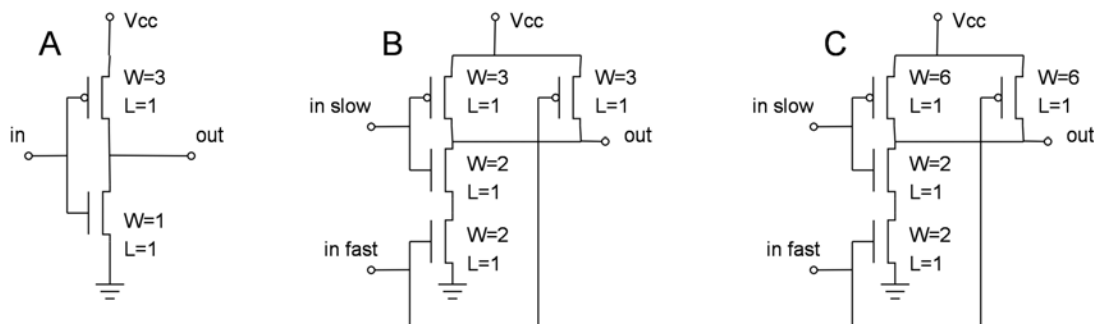 A
Vcc
W=3
L=1
in
out
W=1
L=1
B
Vcc
W=3
L=1
W=3
L=1
in slow
out
W=2
L=1
W=2
L=1
in fast
C
Vcc
W=6
L=1
W=6
L=1
in slow
out
W=2
L=1
W=2
L=1
in fast